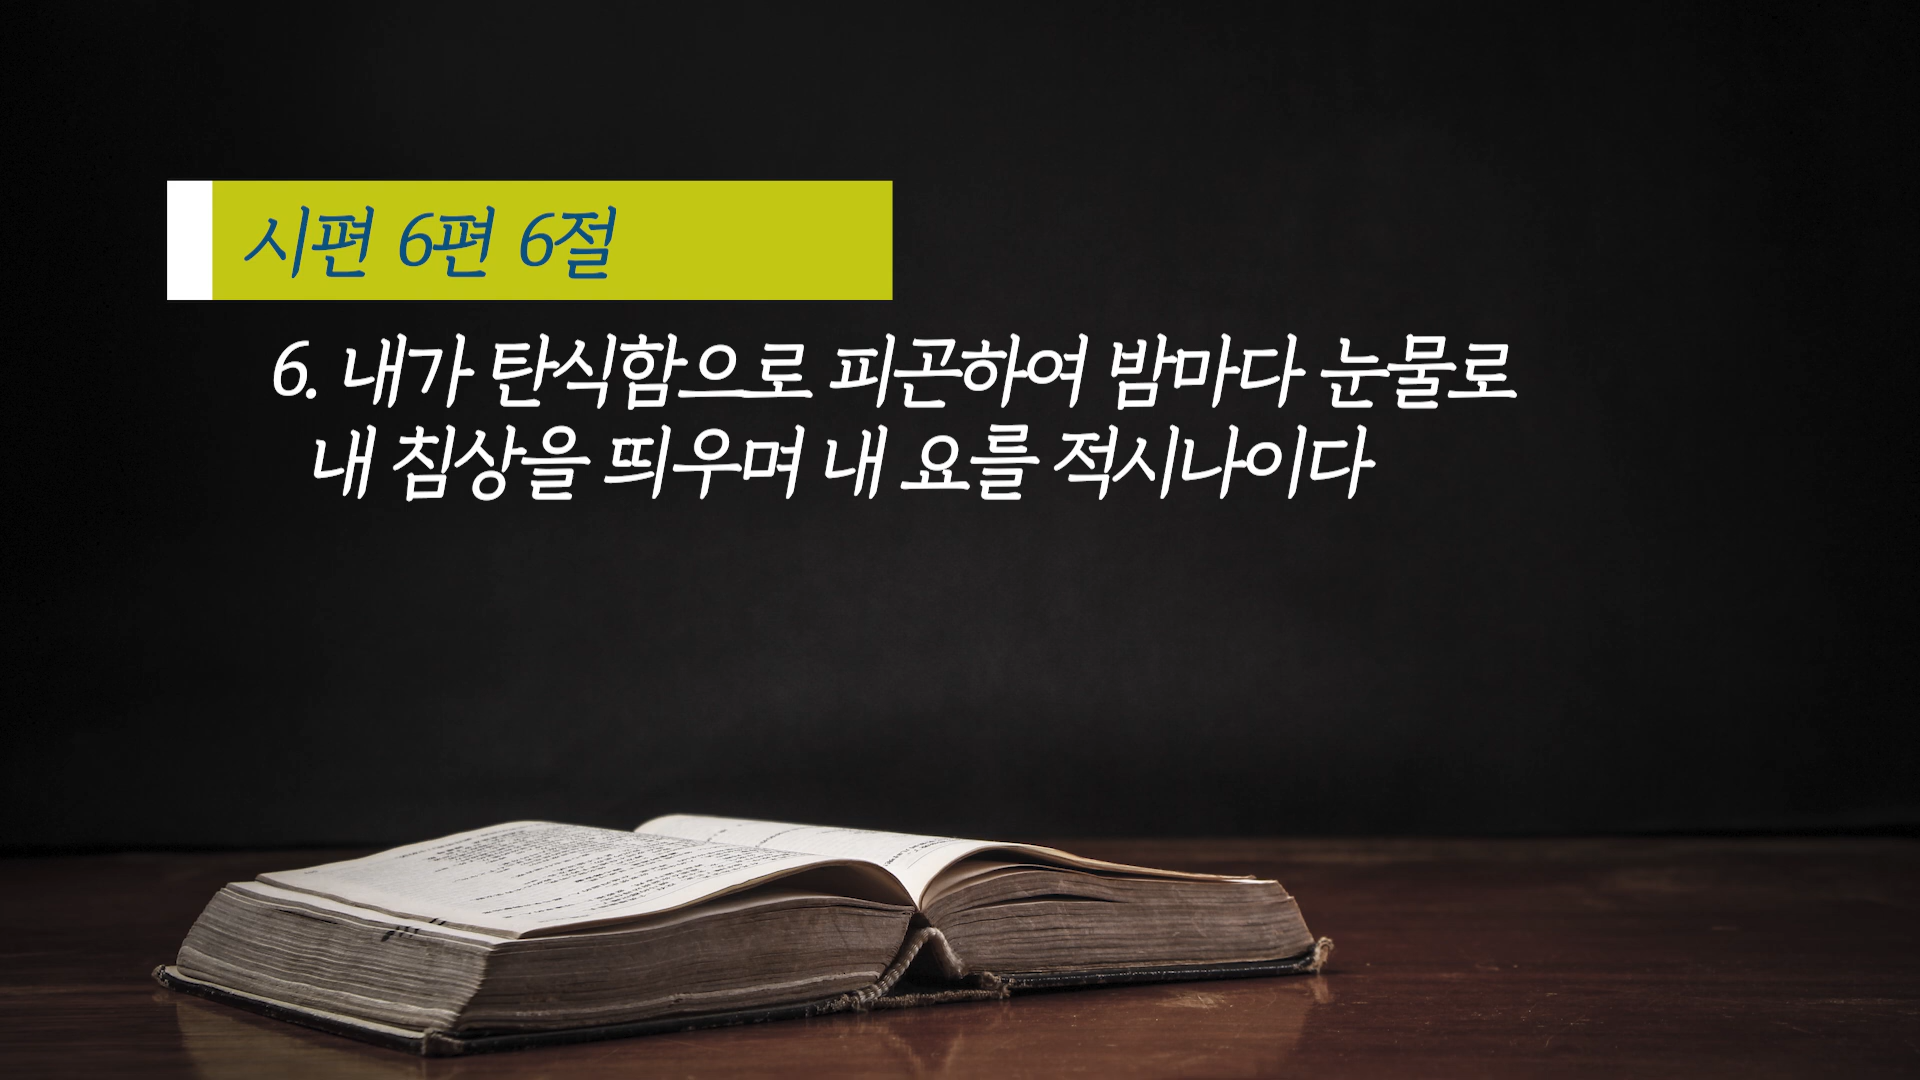 시편 6편 6절
6. 내가 탄식함으로 피곤하여 밤마다 눈물로
내 침상을 띄우며 내 요를 적시나이다